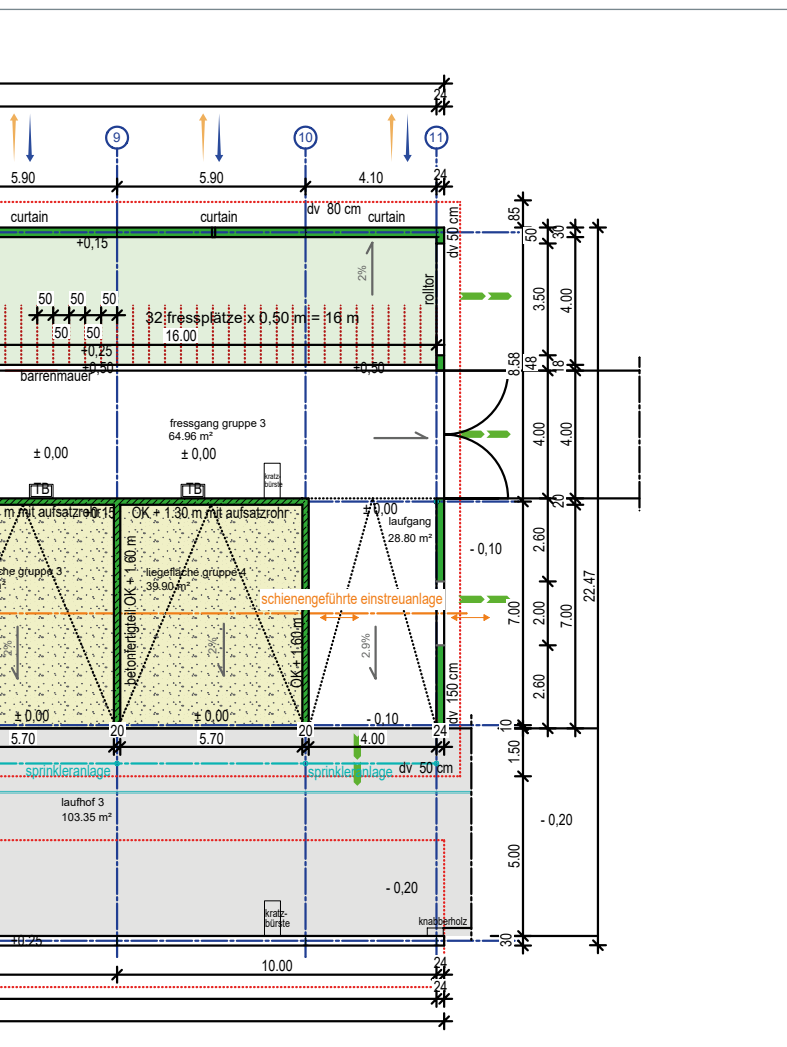 24
24
9
10
11
5.90
5.90
4.10
24
85
dv 80 cm
curtain
curtain
curtain
dv 50 cm
50
30
+0,15
2%
rolltor
3.50
4.00
50
50
50
32 fressplätze x 0,50 m = 16 m
50
50
16.00
+0,25
+0,50
+0,50
barrenmauer
8.58
48
18
fressgang gruppe 3
64.96 m²
± 0,00
± 0,00
4.00
4.00
kratz-
bürste
TB
TB
20
m mit aufsatzrohr
+0,15
OK + 1.30 m mit aufsatzrohr
± 0,00
laufgang
28.80 m²
- 0,10
2.60
che gruppe 3
liegefläche gruppe 4
39.90 m²
betonfertigteil OK + 1.60 m
schienengeführte einstreuanlage
7.00
2.00
7.00
22.47
2%
2%
OK + 1.60 m
2.9%
2.60
dv 150 cm
± 0,00
± 0,00
- 0,10
20
20
24
10
5.70
5.70
4.00
1.50
sprinkleranlage
sprinkleranlage
dv 50 cm
laufhof 3
103.35 m²
- 0,20
5.00
- 0,20
kratz-
bürste
knabberholz
+0.25
30
10.00
24
24